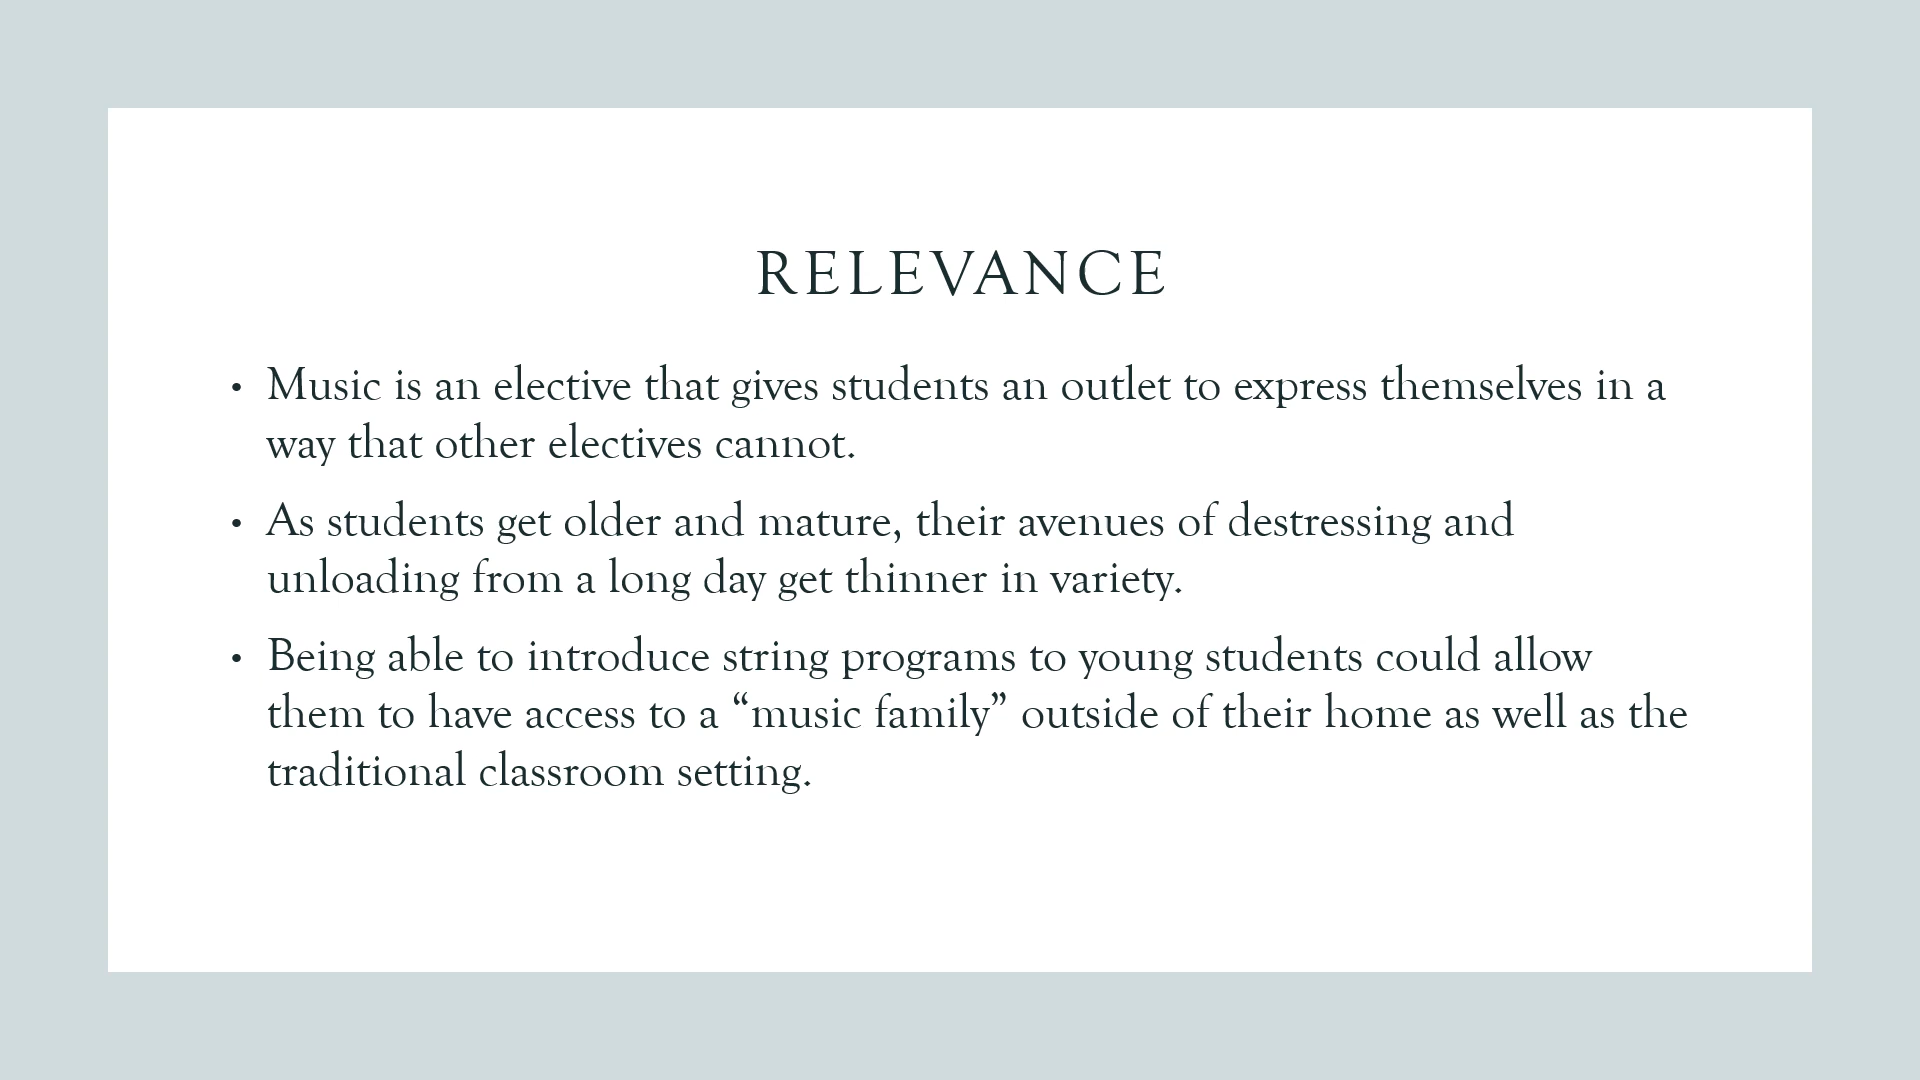 RELEVANCE
• Music is an elective that gives students an outlet to express themselves in a
way that other electives cannot.
• As students get older and mature, their avenues of destressing and
unloading from a long day get thinner in variety.
• Being able to introduce string programs to young students could allow
them to have access to a “music family” outside of their home as well as the
traditional classroom setting.